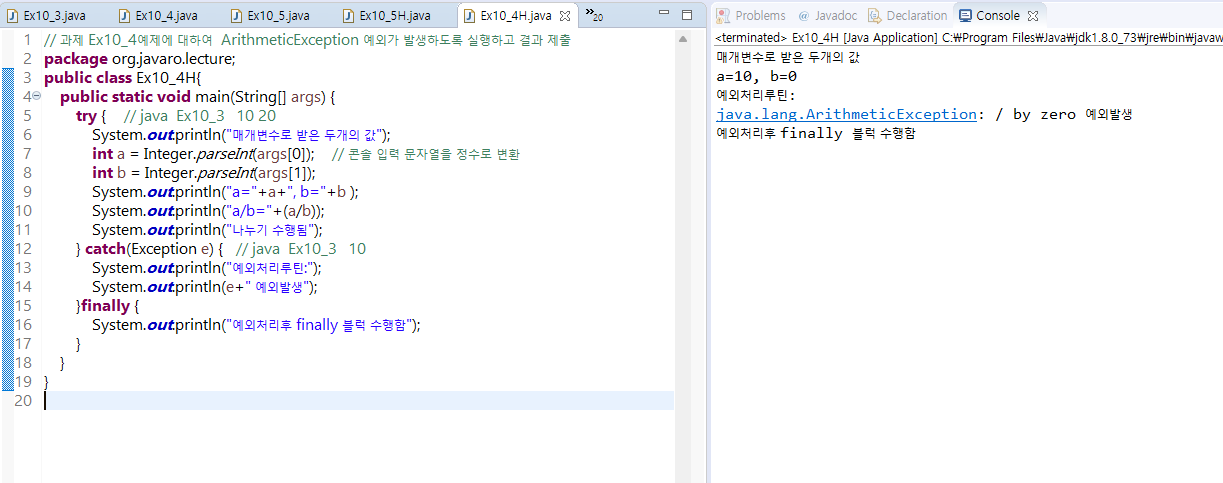 Ex10_3.java Ex10_4.java Ex10_5.java Ex10_5H.java Ex10_4H.java 20
1 // 과제 Ex10_4예제에 대하여 ArithmeticException 예외가 발생하도록 실행하고 결과 제출
2 package org.javaro.lecture;
3 public class Ex10_4H{
4 public static void main(String[] args) {
5 try { // java Ex10_3 10 20
6 System.out.println("매개변수로 받은 두개의 값");
7 int a = Integer.parseInt(args[0]); // 콘솔 입력 문자열을 정수로 변환
8 int b = Integer.parseInt(args[1]);
9 System.out.println("a="+a+", b="+b );
10 System.out.println("a/b="+(a/b));
11 System.out.println("나누기 수행됨");
12 } catch(Exception e) { // java Ex10_3 10
13 System.out.println("예외처리루틴:");
14 System.out.println(e+" 예외발생");
15 }finally {
16 System.out.println("예외처리후 finally 블럭 수행함");
17 }
18 }
19 }
20
Problems @ Javadoc Declaration Console
<terminated> Ex10_4H [Java Application] C:₩Program Files₩Java₩jdk1.8.0_73₩jre₩bin₩javaw
매개변수로 받은 두개의 값
a=10, b=0
예외처리루틴:
java.lang.ArithmeticException: / by zero 예외발생
예외처리후 finally 블럭 수행함